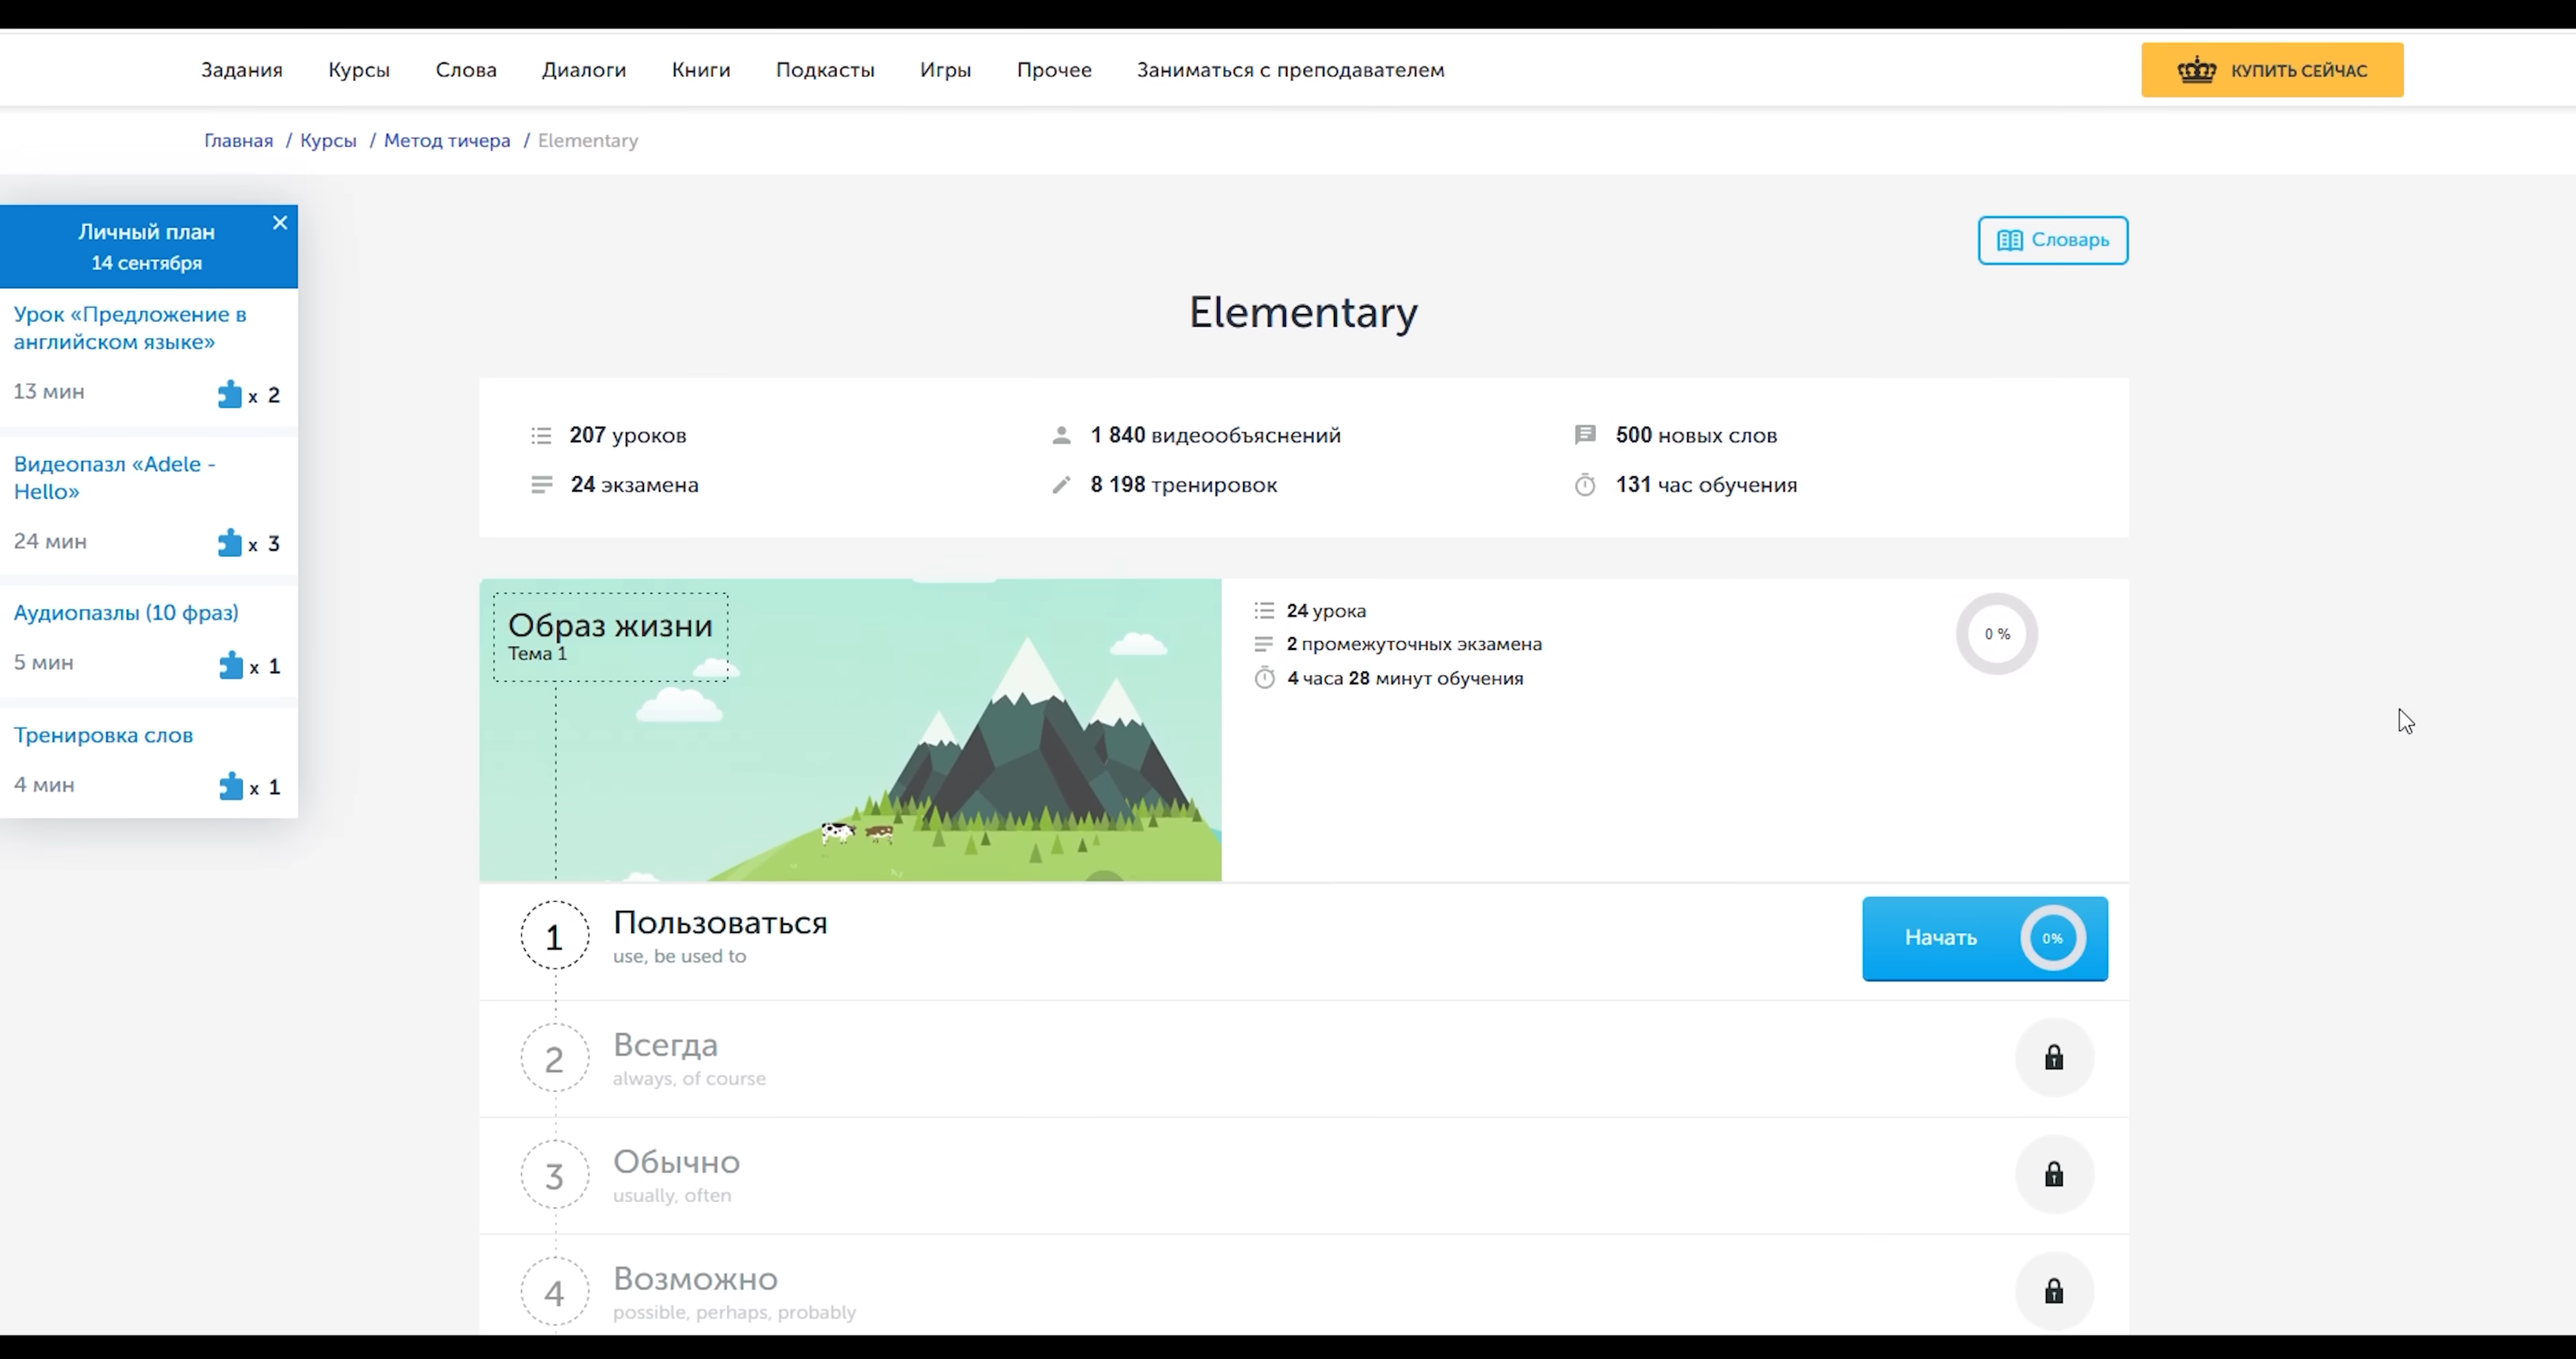 Задания Курсы Слова Диалоги Книги Подкасты Игры Прочее Заниматься с преподавателем КУПИТЬ СЕЙЧАС
Главная / Курсы / Метод тичера / Elementary
Личный план
14 сентября
Урок «Предложение в
английском языке»
13 мин x 2
Видеопазл «Adele -
Hello»
24 мин x 3
Аудиопазлы (10 фраз)
5 мин x 1
Тренировка слов
4 мин x 1
Словарь
Elementary
207 уроков 1 840 видеообъяснений 500 новых слов
24 экзамена 8 198 тренировок 131 час обучения
Образ жизни
Тема 1
24 урока
2 промежуточных экзамена
4 часа 28 минут обучения
0 %
1 Пользоваться
use, be used to
Начать 0%
2 Всегда
always, of course
3 Обычно
usually, often
4 Возможно
possible, perhaps, probably